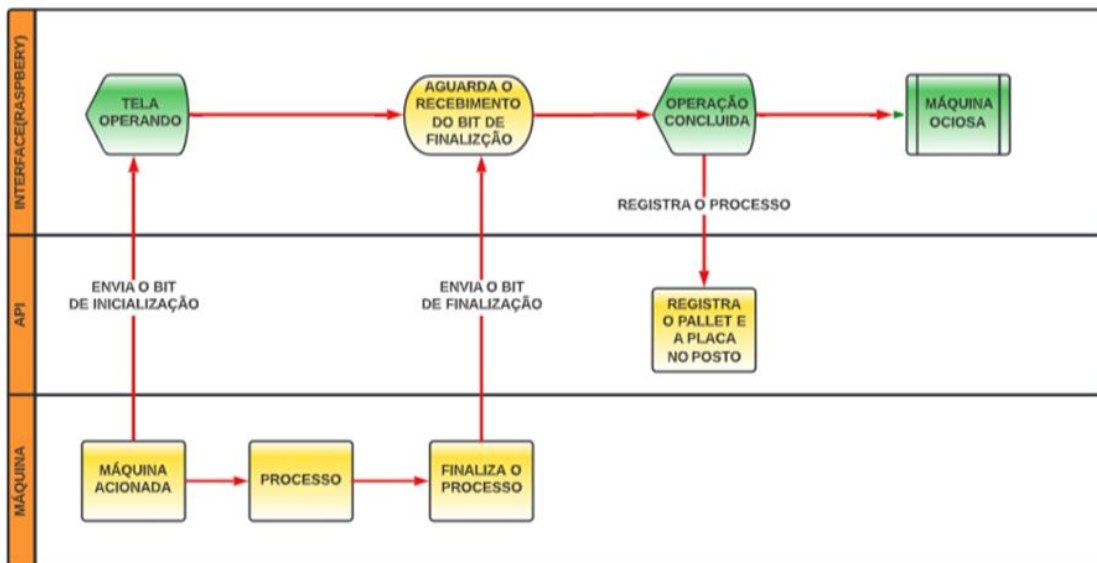 INTERFACE(RASPBERY)
TELA
OPERANDO
AGUARDA O
RECEBIMENTO
DO BIT DE
FINALIZÇÃO
OPERAÇÃO
CONCLUIDA
MÁQUINA
OCIOSA
REGISTRA O PROCESSO
API
ENVIA O BIT
DE INICIALIZAÇÃO
ENVIA O BIT
DE FINALIZAÇÃO
REGISTRA
O PALLET E
A PLACA
NO POSTO
MÁQUINA
MÁQUINA
ACIONADA
PROCESSO
FINALIZA O
PROCESSO